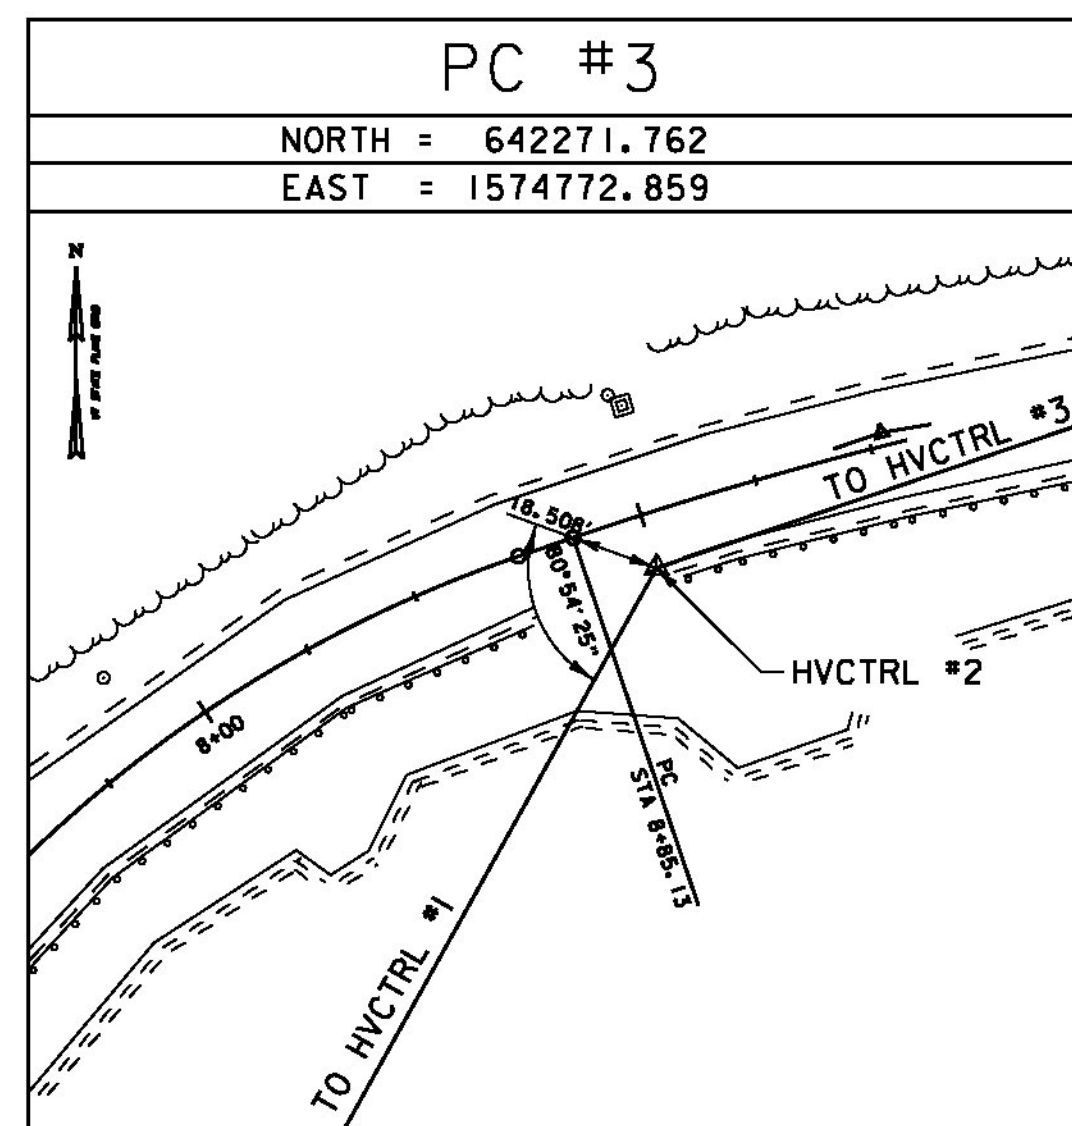 PC #3
NORTH = 642271.762
EAST = 1574772.859
N
TO HVCTRL #3
18.508'
80°54'25"
HVCTRL #2
8+00
PC
STA 8+85.13
TO HVCTRL #1